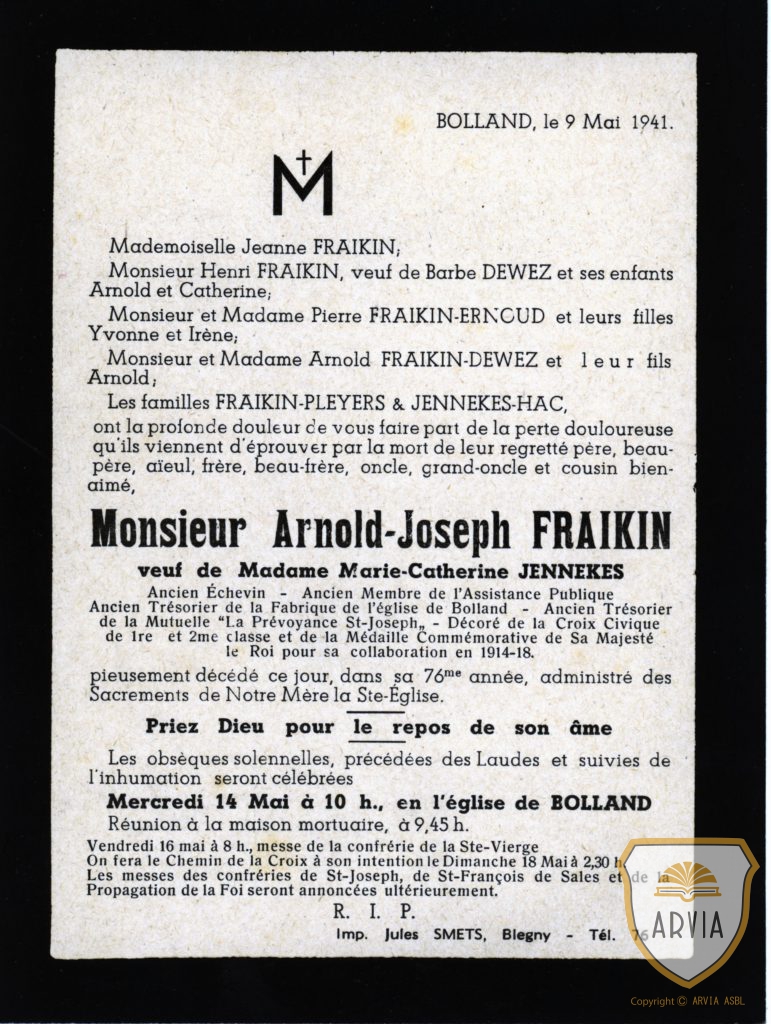 BOLLAND, le 9 Mai 1941.
M
Mademoiselle Jeanne FRAIKIN;
Monsieur Henri FRAIKIN, veuf de Barbe DEWEZ et ses enfants
Arnold et Catherine;
Monsieur et Madame Pierre FRAIKIN-ERNOUD et leurs filles
Yvonne et Irène;
Monsieur et Madame Arnold FRAIKIN-DEWEZ et leur fils
Arnold;
Les familles FRAIKIN-PLEYERS & JENNEKES-HAC,
ont la profonde douleur de vous faire part de la perte douloureuse
qu'ils viennent d'éprouver par la mort de leur regretté père, beau-
père, aïeul, frère, beau-frère, oncle, grand-oncle et cousin bien-
aimé,
Monsieur Arnold-Joseph FRAIKIN
veuf de Madame Marie-Catherine JENNEKES
Ancien Échevin - Ancien Membre de l'Assistance Publique
Ancien Trésorier de la Fabrique de l'église de Bolland - Ancien Trésorier
de la Mutuelle "La Prévoyance St-Joseph„ - Décoré de la Croix Civique
de 1re et 2me classe et de la Médaille Commémorative de Sa Majesté
le Roi pour sa collaboration en 1914-18.
pieusement décédé ce jour, dans sa 76me année, administré des
Sacrements de Notre Mère la Ste-Église.
Priez Dieu pour le repos de son âme
Les obsèques solennelles, précédées des Laudes et suivies de
l'inhumation seront célébrées
Mercredi 14 Mai à 10 h., en l'église de BOLLAND
Réunion à la maison mortuaire, à 9,45 h.
Vendredi 16 mai à 8 h., messe de la confrérie de la Ste-Vierge
On fera le Chemin de la Croix à son intention le Dimanche 18 Mai à 2,30 h.
Les messes des confréries de St-Joseph, de St-François de Sales et de la
Propagation de la Foi seront annoncées ultérieurement.
R. I. P.
Imp. Jules SMETS, Blegny - Tél. 76
ARVIA
Copyright © ARVIA ASBL